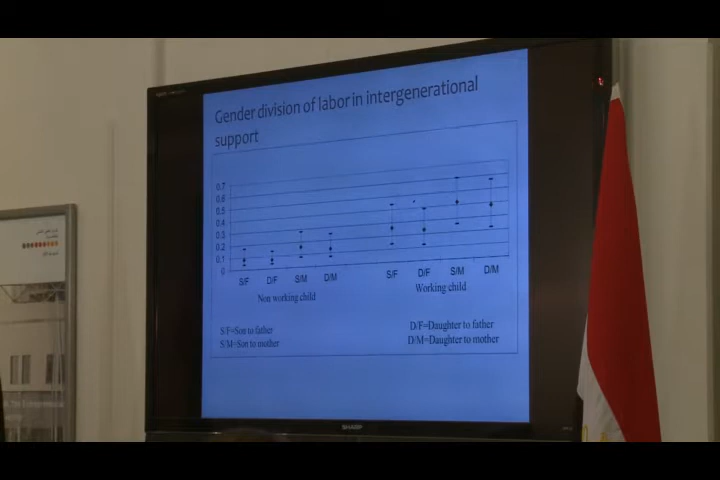 Gender division of labor in intergenerational
support
0.7
0.6
0.5
0.4
0.3
0.2
0.1
0
S/F D/F S/M D/M S/F D/F S/M D/M
Non working child Working child
S/F=Son to father D/F=Daughter to father
S/M=Son to mother D/M=Daughter to mother
SHARP